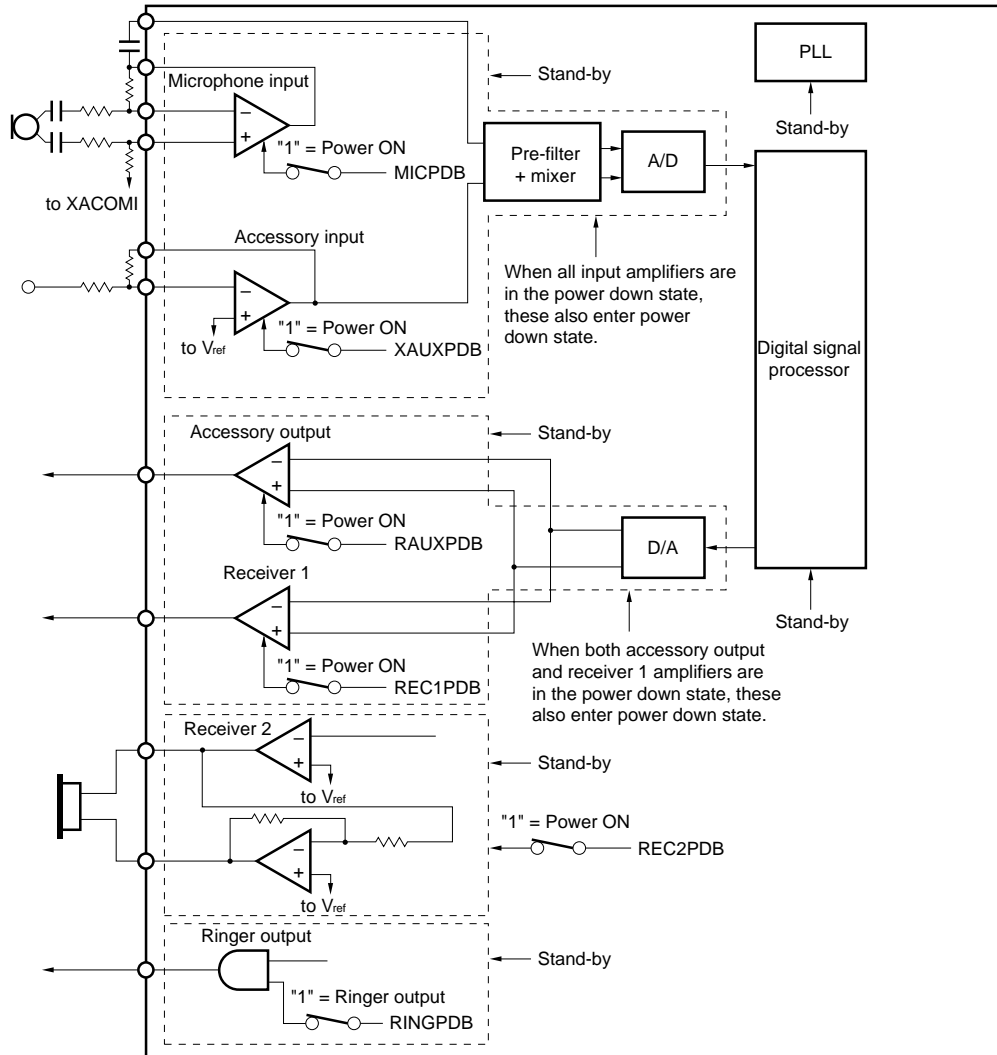 Microphone input
Stand-by
PLL
Stand-by
"1" = Power ON
MICPDB
to XACOMI
Pre-filter
+ mixer
A/D
Accessory input
When all input amplifiers are
in the power down state,
these also enter power
down state.
"1" = Power ON
to Vref
XAUXPDB
Digital signal
processor
Accessory output
Stand-by
"1" = Power ON
RAUXPDB
D/A
Receiver 1
Stand-by
"1" = Power ON
REC1PDB
When both accessory output
and receiver 1 amplifiers are
in the power down state, these
also enter power down state.
Receiver 2
Stand-by
to Vref
"1" = Power ON
REC2PDB
to Vref
Ringer output
Stand-by
"1" = Ringer output
RINGPDB
−
+
−
+
−
+
−
+
−
+
−
+